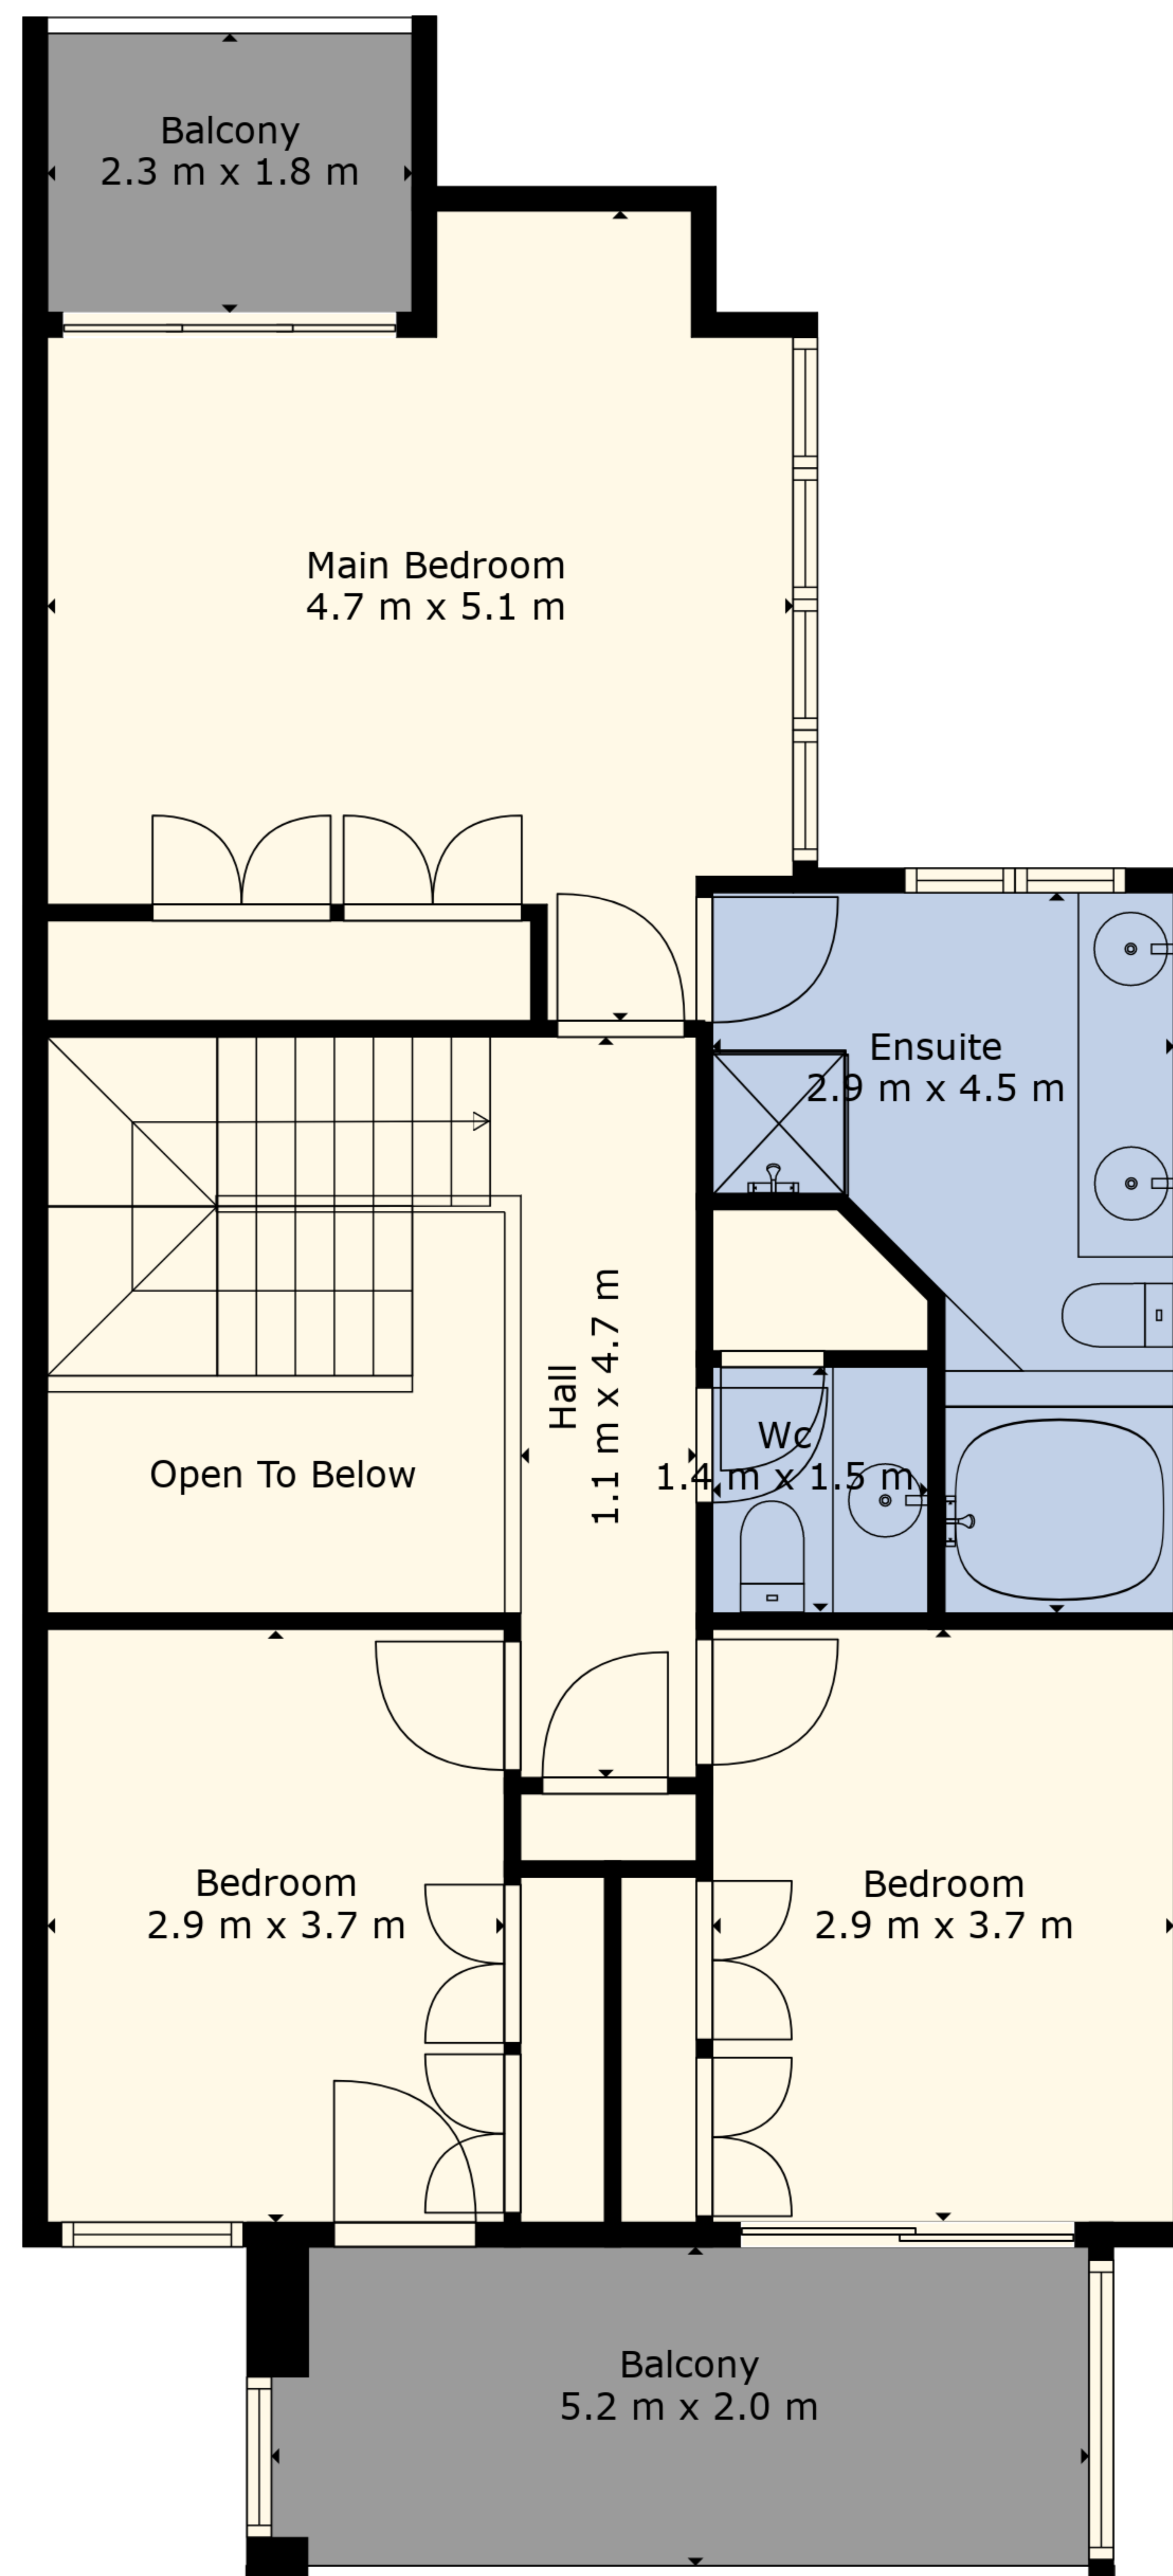 Balcony
2.3 m x 1.8 m
Main Bedroom
4.7 m x 5.1 m
Ensuite
2.9 m x 4.5 m
Hall
1.1 m x 4.7 m
Wc
1.4 m x 1.5 m
Open To Below
Bedroom
2.9 m x 3.7 m
Bedroom
2.9 m x 3.7 m
Balcony
5.2 m x 2.0 m